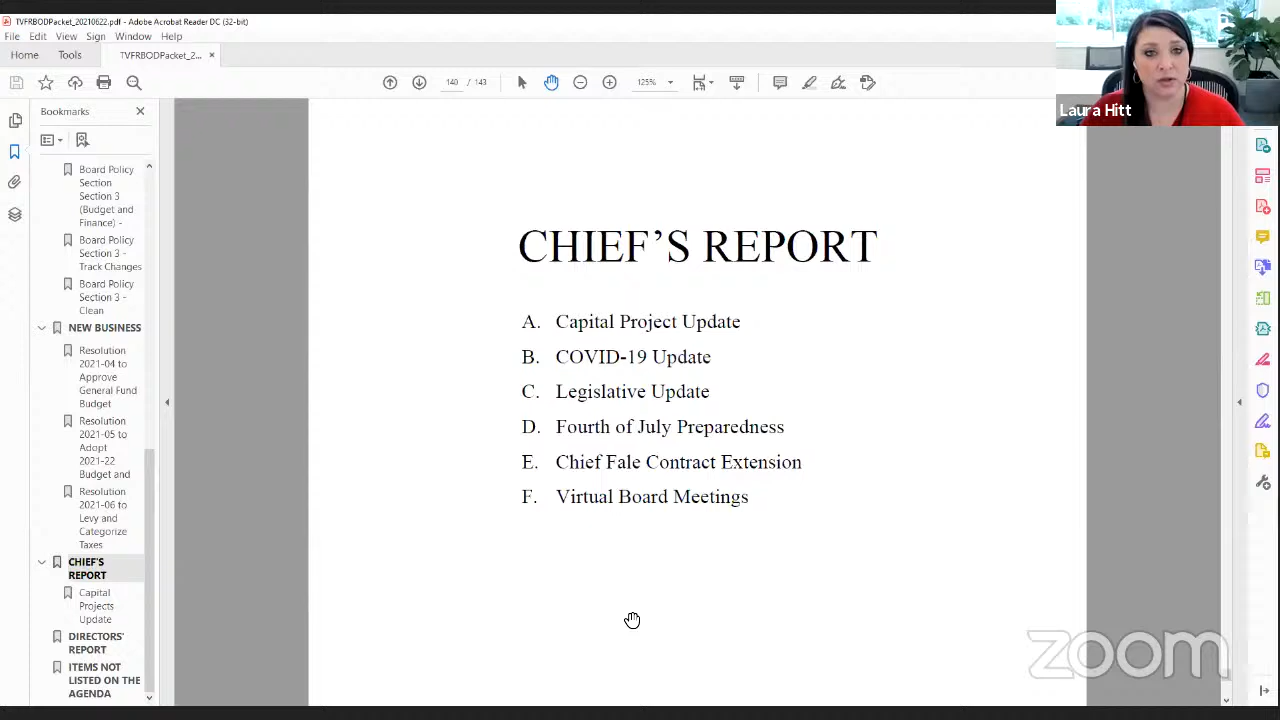 TVFRBODPacket_20210622.pdf - Adobe Acrobat Reader DC (32-bit)
File Edit View Sign Window Help
Home Tools TVFRBODPacket_2... ×
140 / 143 125%
Laura Hitt
Bookmarks
Board Policy
Section
Section 3
(Budget and
Finance) -
Board Policy
Section 3 -
Track Changes
Board Policy
Section 3 -
Clean
NEW BUSINESS
Resolution
2021-04 to
Approve
General Fund
Budget
Resolution
2021-05 to
Adopt
2021-22
Budget and
Resolution
2021-06 to
Levy and
Categorize
Taxes
CHIEF'S
REPORT
Capital
Projects
Update
DIRECTORS'
REPORT
ITEMS NOT
LISTED ON THE
AGENDA
CHIEF’S REPORT
A. Capital Project Update
B. COVID-19 Update
C. Legislative Update
D. Fourth of July Preparedness
E. Chief Fale Contract Extension
F. Virtual Board Meetings
zoom